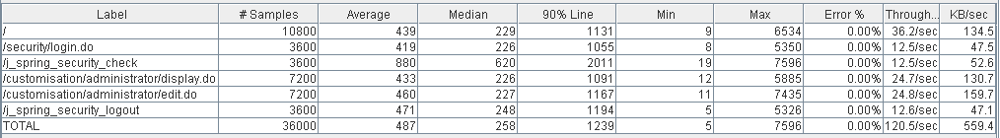 Label # Samples Average Median 90% Line Min Max Error % Through... KB/sec
/ 10800 439 229 1131 9 6534 0.00% 36.2/sec 134.5
/security/login.do 3600 419 226 1055 8 5350 0.00% 12.5/sec 47.5
/j_spring_security_check 3600 880 620 2011 19 7596 0.00% 12.5/sec 52.6
/customisation/administrator/display.do 7200 433 226 1091 12 5885 0.00% 24.7/sec 130.7
/customisation/administrator/edit.do 7200 460 227 1167 11 7435 0.00% 24.8/sec 159.7
/j_spring_security_logout 3600 471 248 1194 5 5326 0.00% 12.6/sec 47.1
TOTAL 36000 487 258 1239 5 7596 0.00% 120.5/sec 559.4